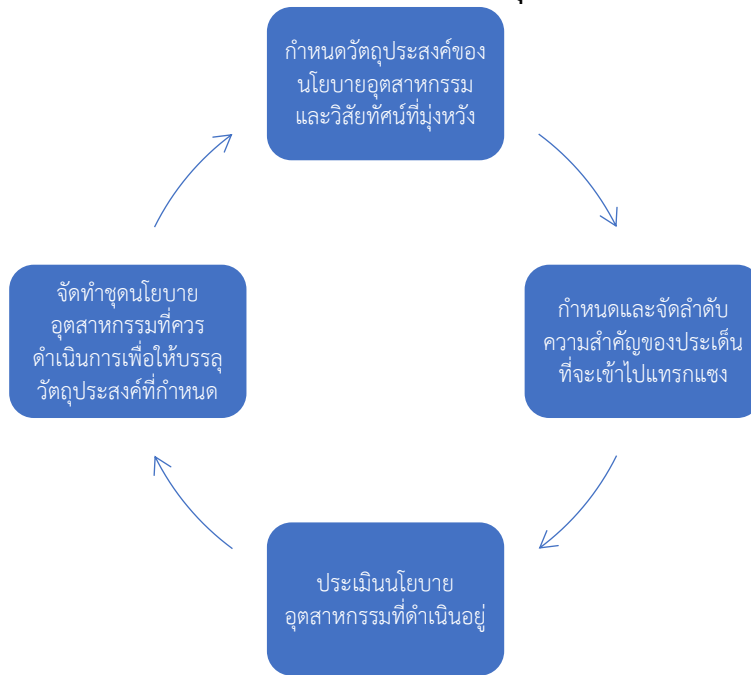 กำหนดวัตถุประสงค์ของ
นโยบายอุตสาหกรรม
และวิสัยทัศน์ที่มุ่งหวัง
กำหนดและจัดลำดับ
ความสำคัญของประเด็น
ที่จะเข้าไปแทรกแซง
ประเมินนโยบาย
อุตสาหกรรมที่ดำเนินอยู่
จัดทำชุดนโยบาย
อุตสาหกรรมที่ควร
ดำเนินการเพื่อให้บรรลุ
วัตถุประสงค์ที่กำหนด